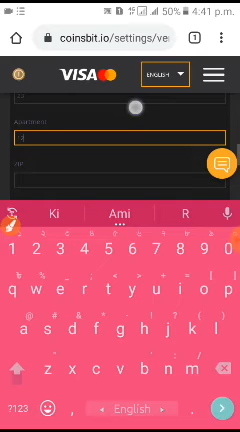 50% 4:41 p.m.
coinsbit.io/settings/ver
1
VISA
ENGLISH
Apartment
ZIP
Ki Ami R
1 2 3 4 5 6 7 8 9 0
q w e r t y u i o p
@ # & * - ! ? ( )
a s d f g h j k l
z x c v b n m
?123 , English .